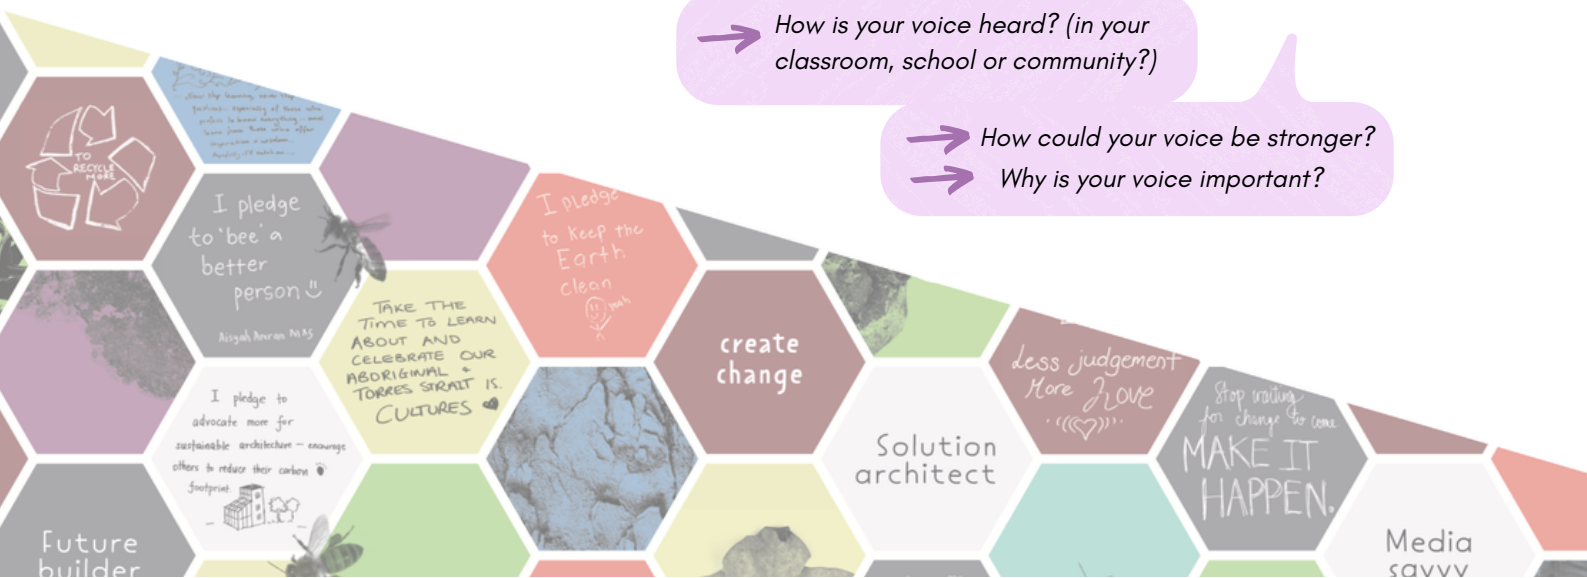 How is your voice heard? (in your
classroom, school or community?)
How could your voice be stronger?
Why is your voice important?
TO
RECYCLE
MORE
I pledge
to 'bee' a
better
person
Aisyah Amran MAS
I pledge
to keep the
Earth
clean
yeah
TAKE THE
TIME TO LEARN
ABOUT AND
CELEBRATE OUR
ABORIGINAL &
TORRES STRAIT IS.
CULTURES
create
change
Less judgement
More Love
I pledge to
advocate more for
sustainable architecture - encourage
others to reduce their carbon
footprint.
Solution
architect
Stop waiting
for change to come.
MAKE IT
HAPPEN.
Future
builder
Media
savvy